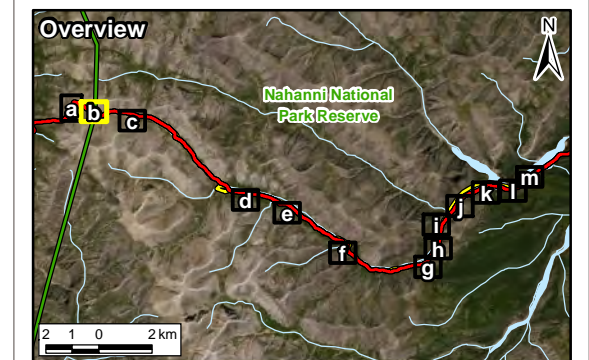 Overview
N
Nahanni National
Park Reserve
a
b
c
d
e
f
g
h
i
j
k
l
m
2 1 0 2 km